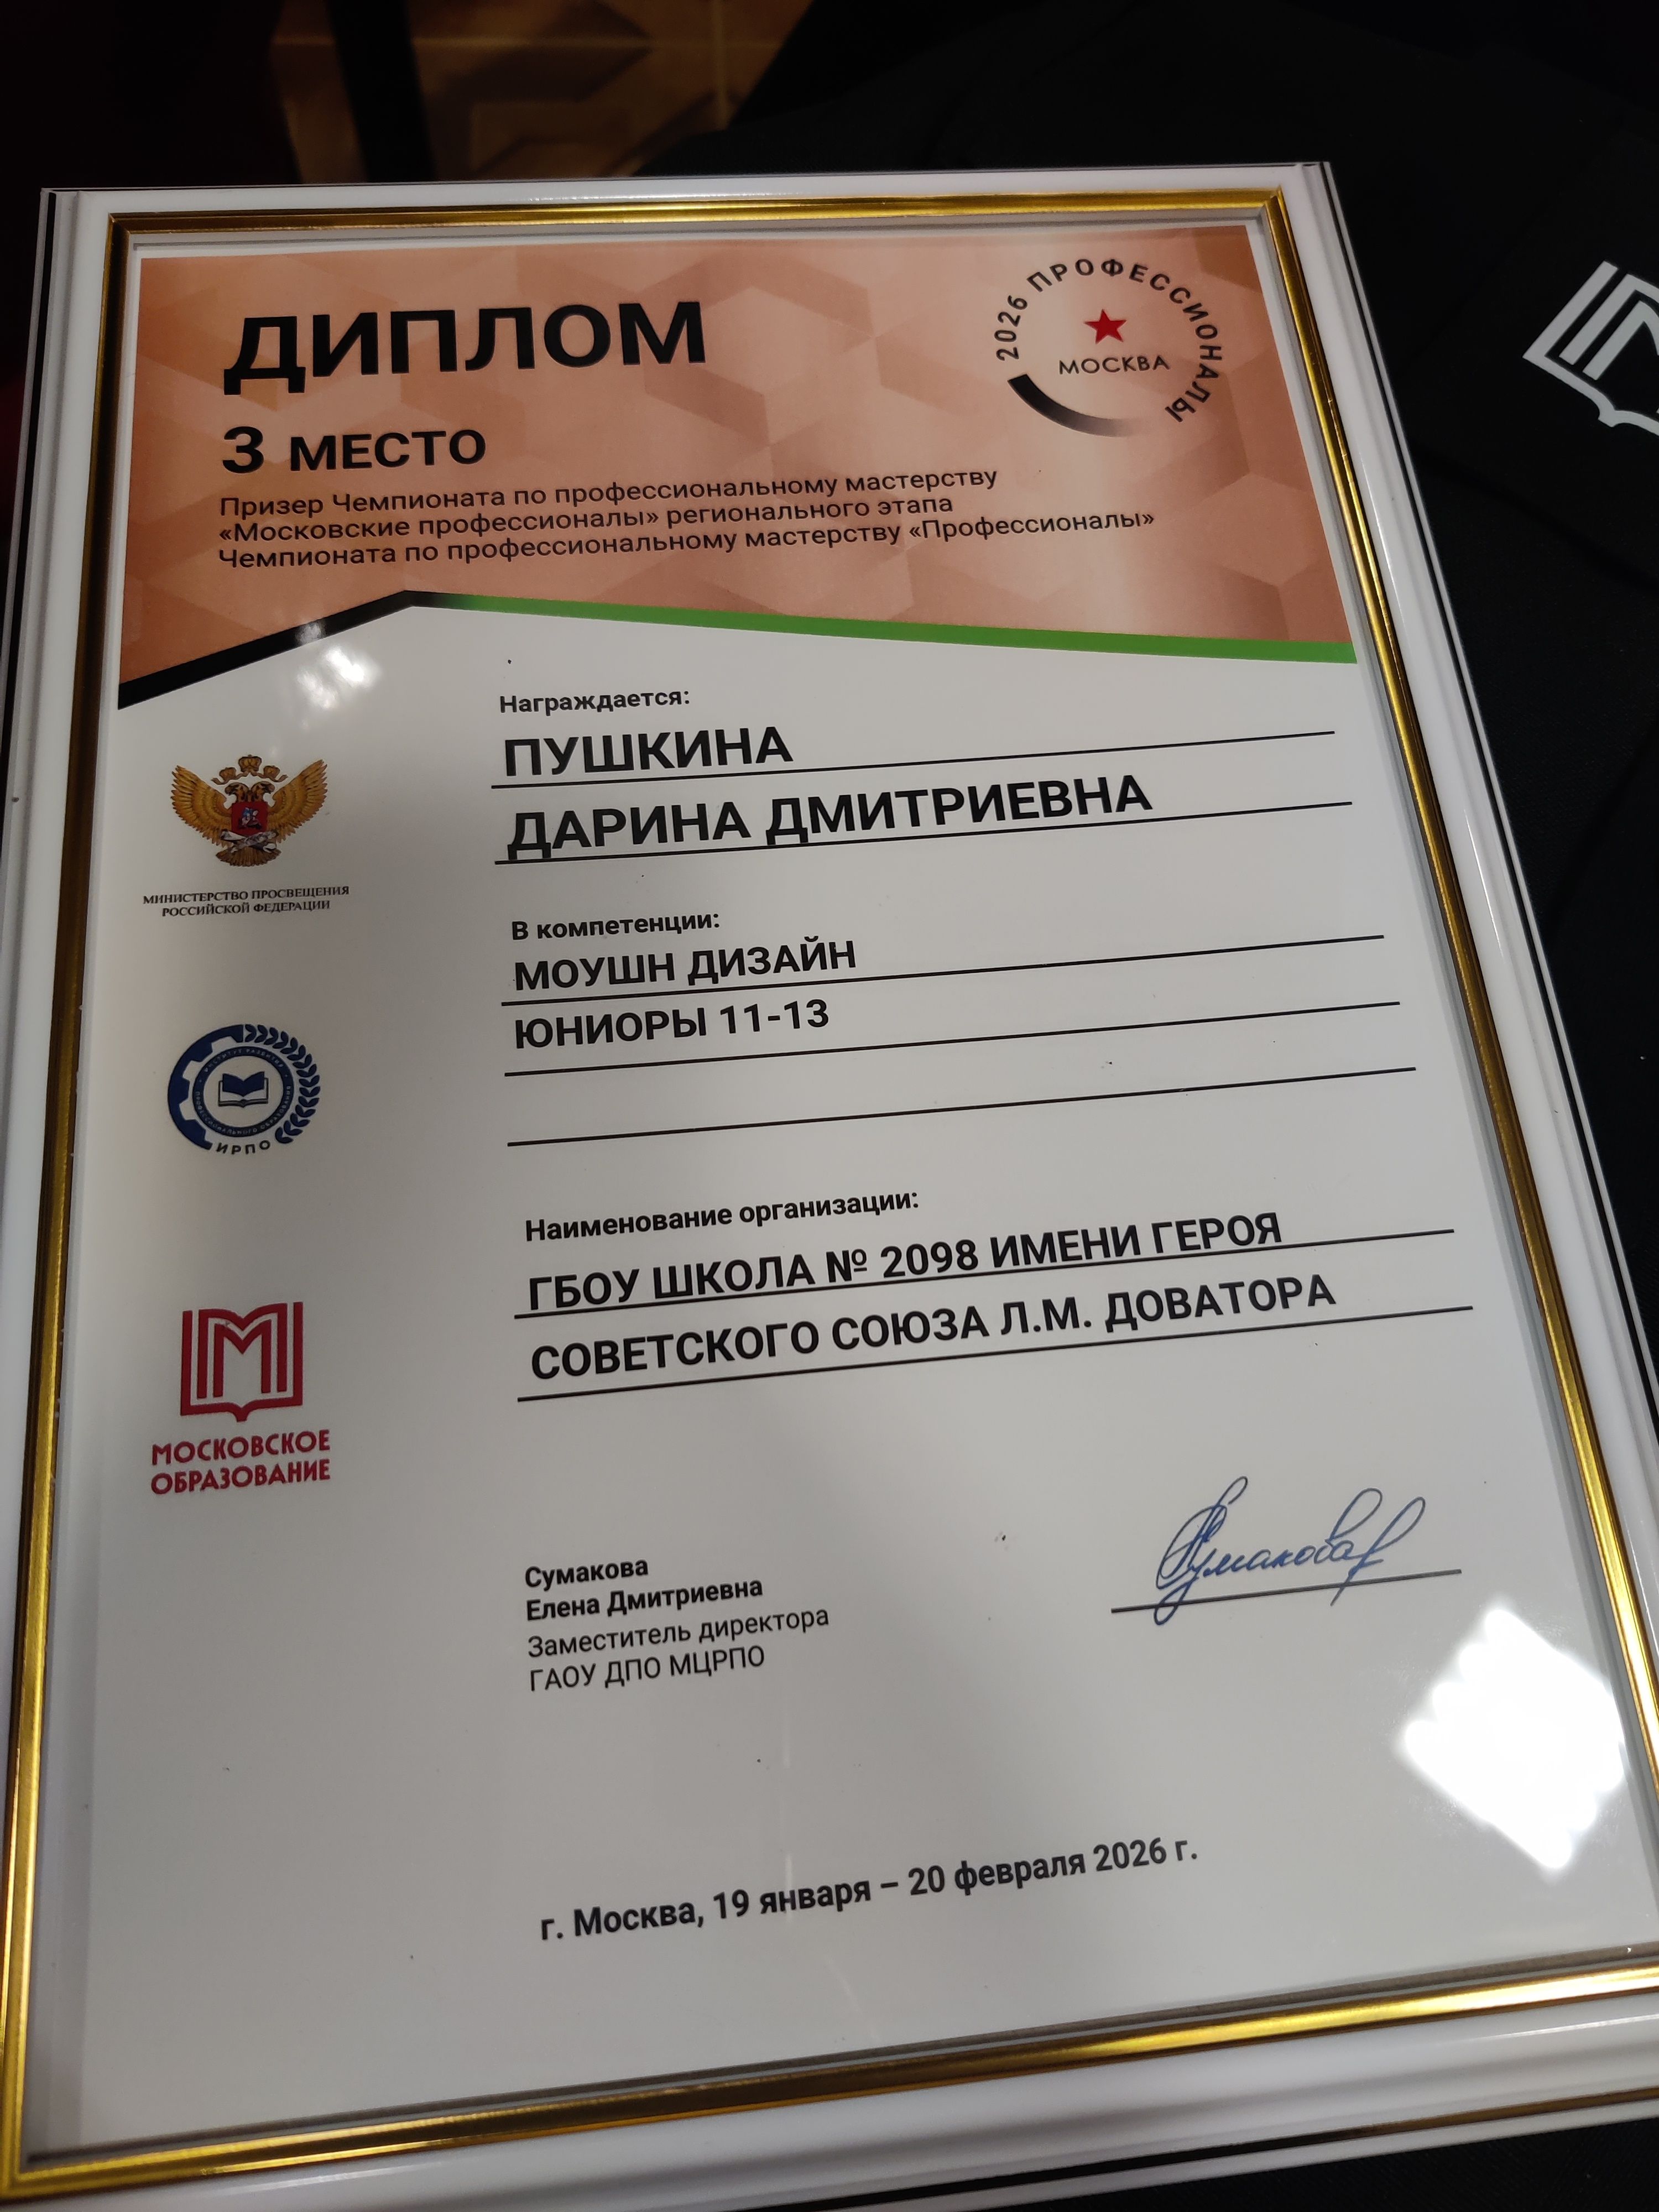 ДИПЛОМ
2026 ПРОФЕССИОНАЛЫ
МОСКВА
3 МЕСТО
Призер Чемпионата по профессиональному мастерству
«Московские профессионалы» регионального этапа
Чемпионата по профессиональному мастерству «Профессионалы»
Награждается:
ПУШКИНА
ДАРИНА ДМИТРИЕВНА
МИНИСТЕРСТВО ПРОСВЕЩЕНИЯ
РОССИЙСКОЙ ФЕДЕРАЦИИ
В компетенции:
МОУШН ДИЗАЙН
ЮНИОРЫ 11-13
ИРПО
Наименование организации:
ГБОУ ШКОЛА № 2098 ИМЕНИ ГЕРОЯ
СОВЕТСКОГО СОЮЗА Л.М. ДОВАТОРА
МОСКОВСКОЕ
ОБРАЗОВАНИЕ
Сумакова
Елена Дмитриевна
Заместитель директора
ГАОУ ДПО МЦРПО
Сумакова
г. Москва, 19 января – 20 февраля 2026 г.